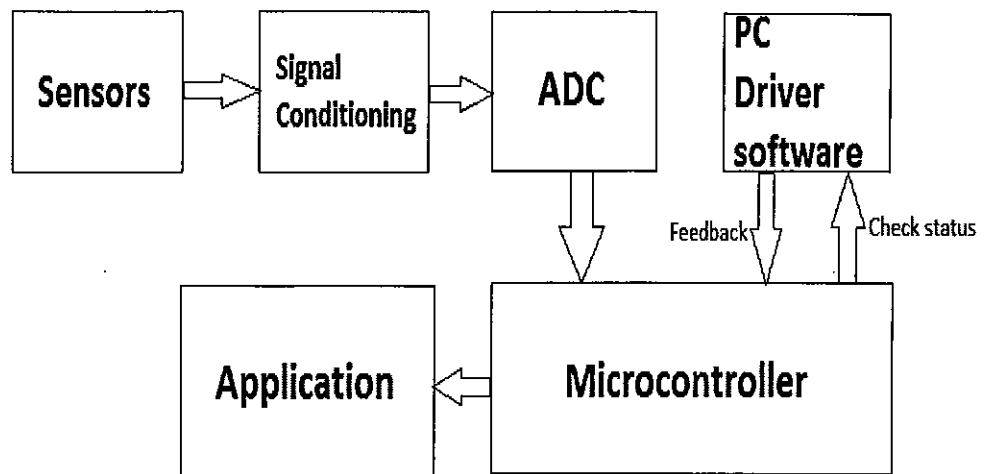 Sensors
Signal
Conditioning
ADC
PC
Driver
software
Feedback
Check status
Application
Microcontroller